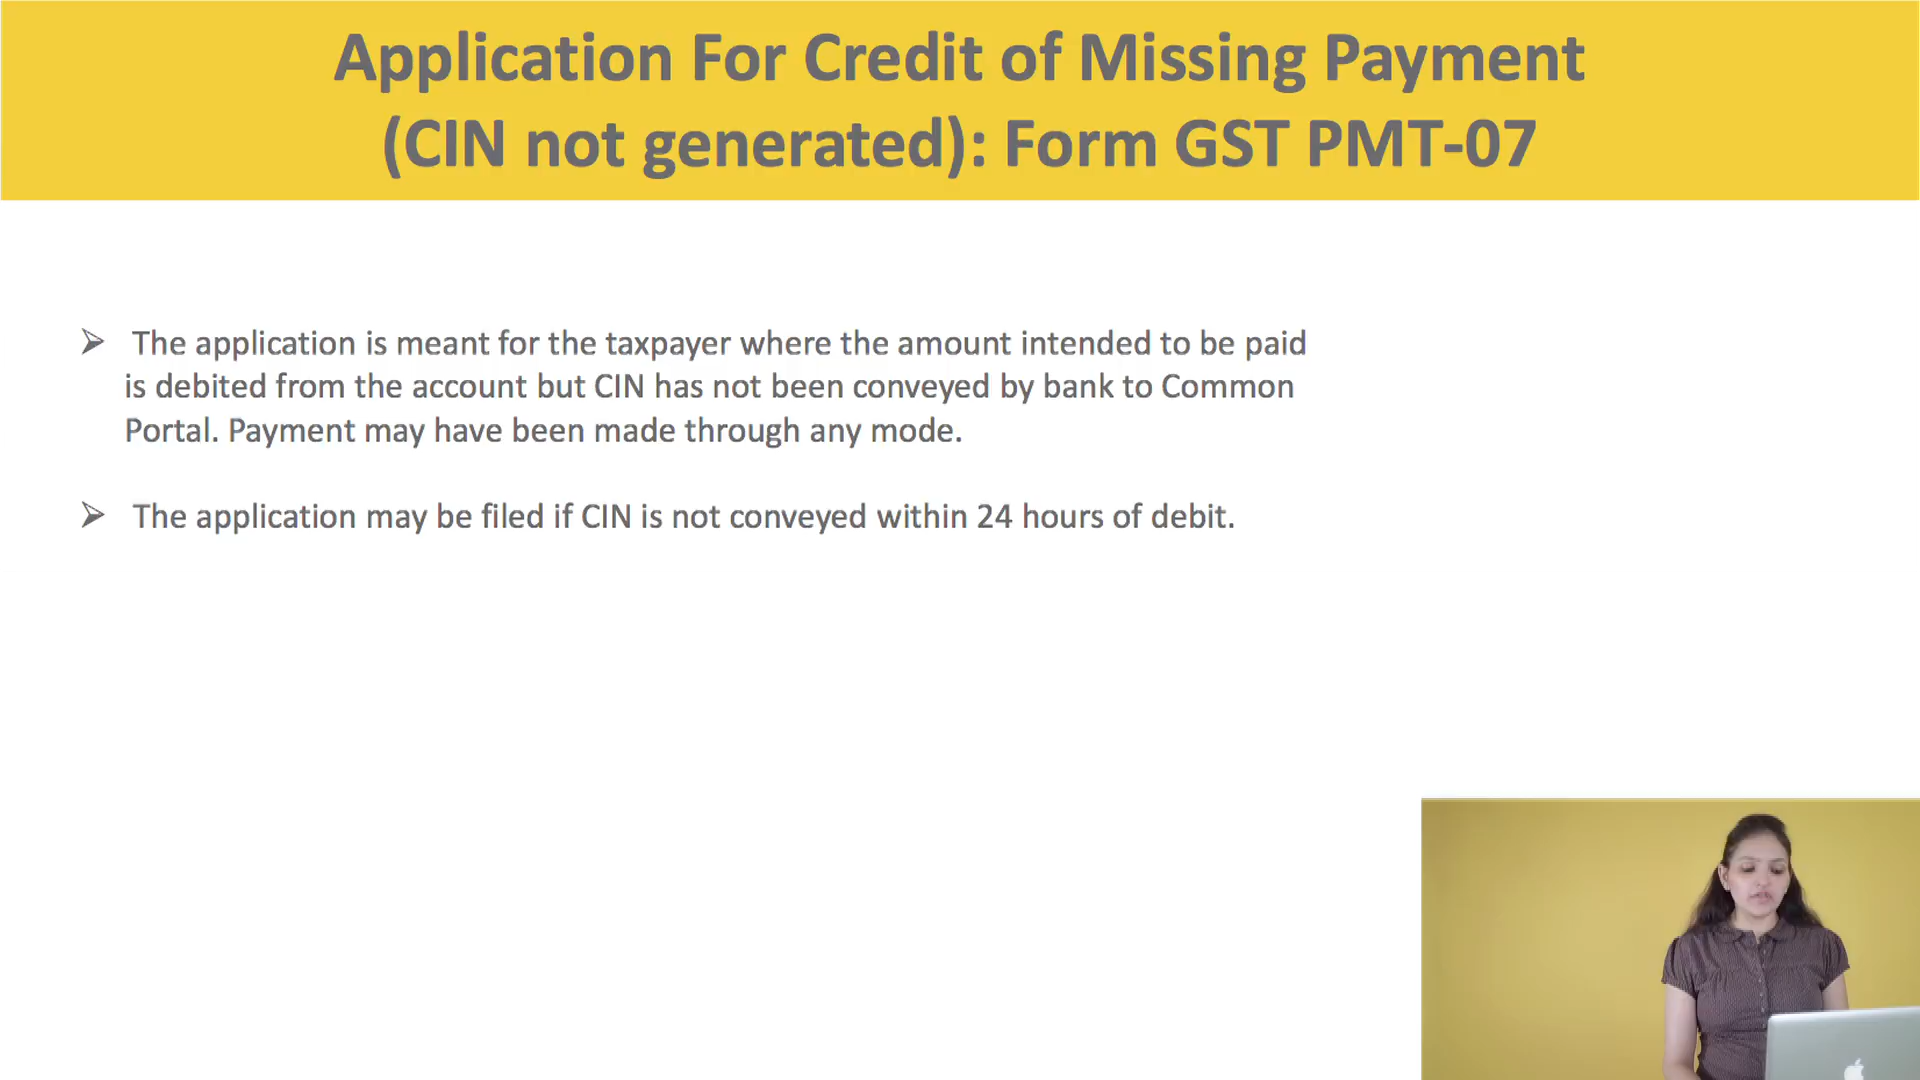 Application For Credit of Missing Payment
(CIN not generated): Form GST PMT-07
➢ The application is meant for the taxpayer where the amount intended to be paid
is debited from the account but CIN has not been conveyed by bank to Common
Portal. Payment may have been made through any mode.
➢ The application may be filed if CIN is not conveyed within 24 hours of debit.